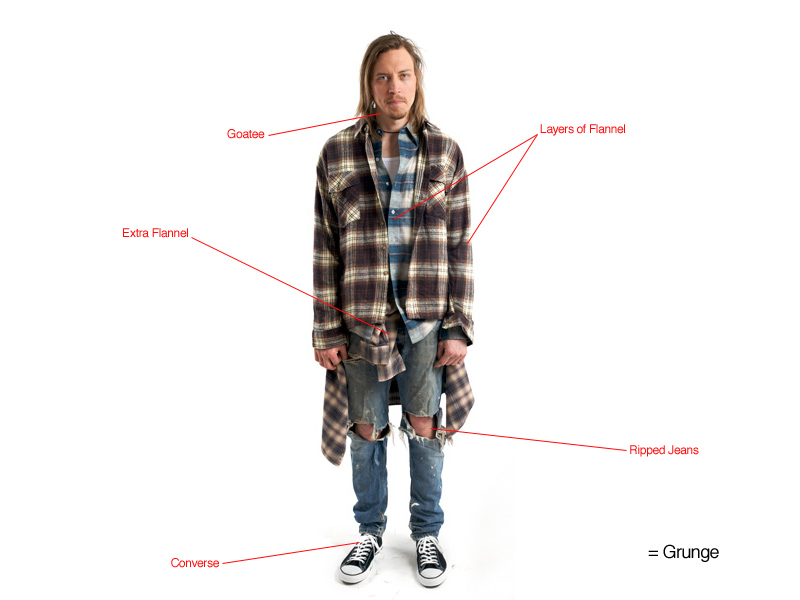 Goatee
Layers of Flannel
Extra Flannel
Ripped Jeans
= Grunge
Converse